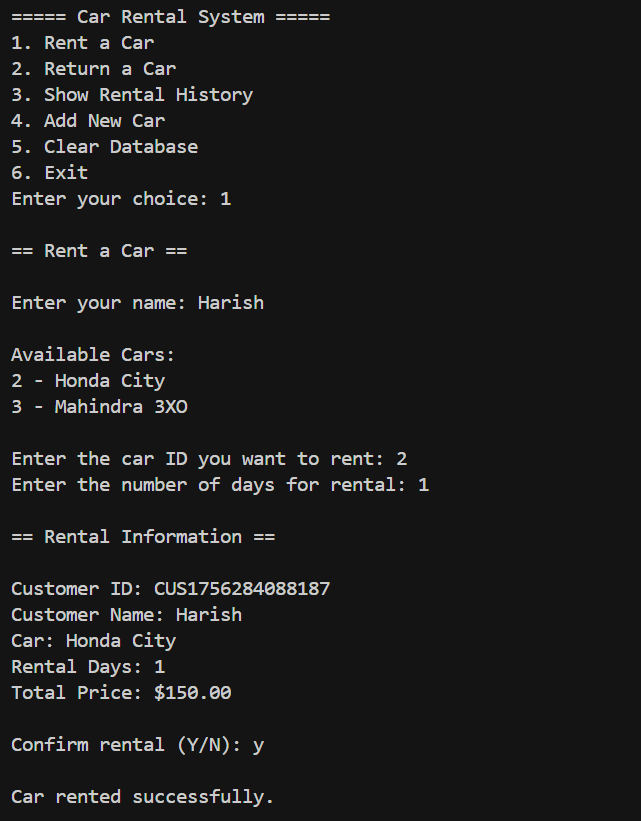 ===== Car Rental System =====
1. Rent a Car
2. Return a Car
3. Show Rental History
4. Add New Car
5. Clear Database
6. Exit
Enter your choice: 1
== Rent a Car ==
Enter your name: Harish
Available Cars:
2 - Honda City
3 - Mahindra 3XO
Enter the car ID you want to rent: 2
Enter the number of days for rental: 1
== Rental Information ==
Customer ID: CUS1756284088187
Customer Name: Harish
Car: Honda City
Rental Days: 1
Total Price: $150.00
Confirm rental (Y/N): y
Car rented successfully.